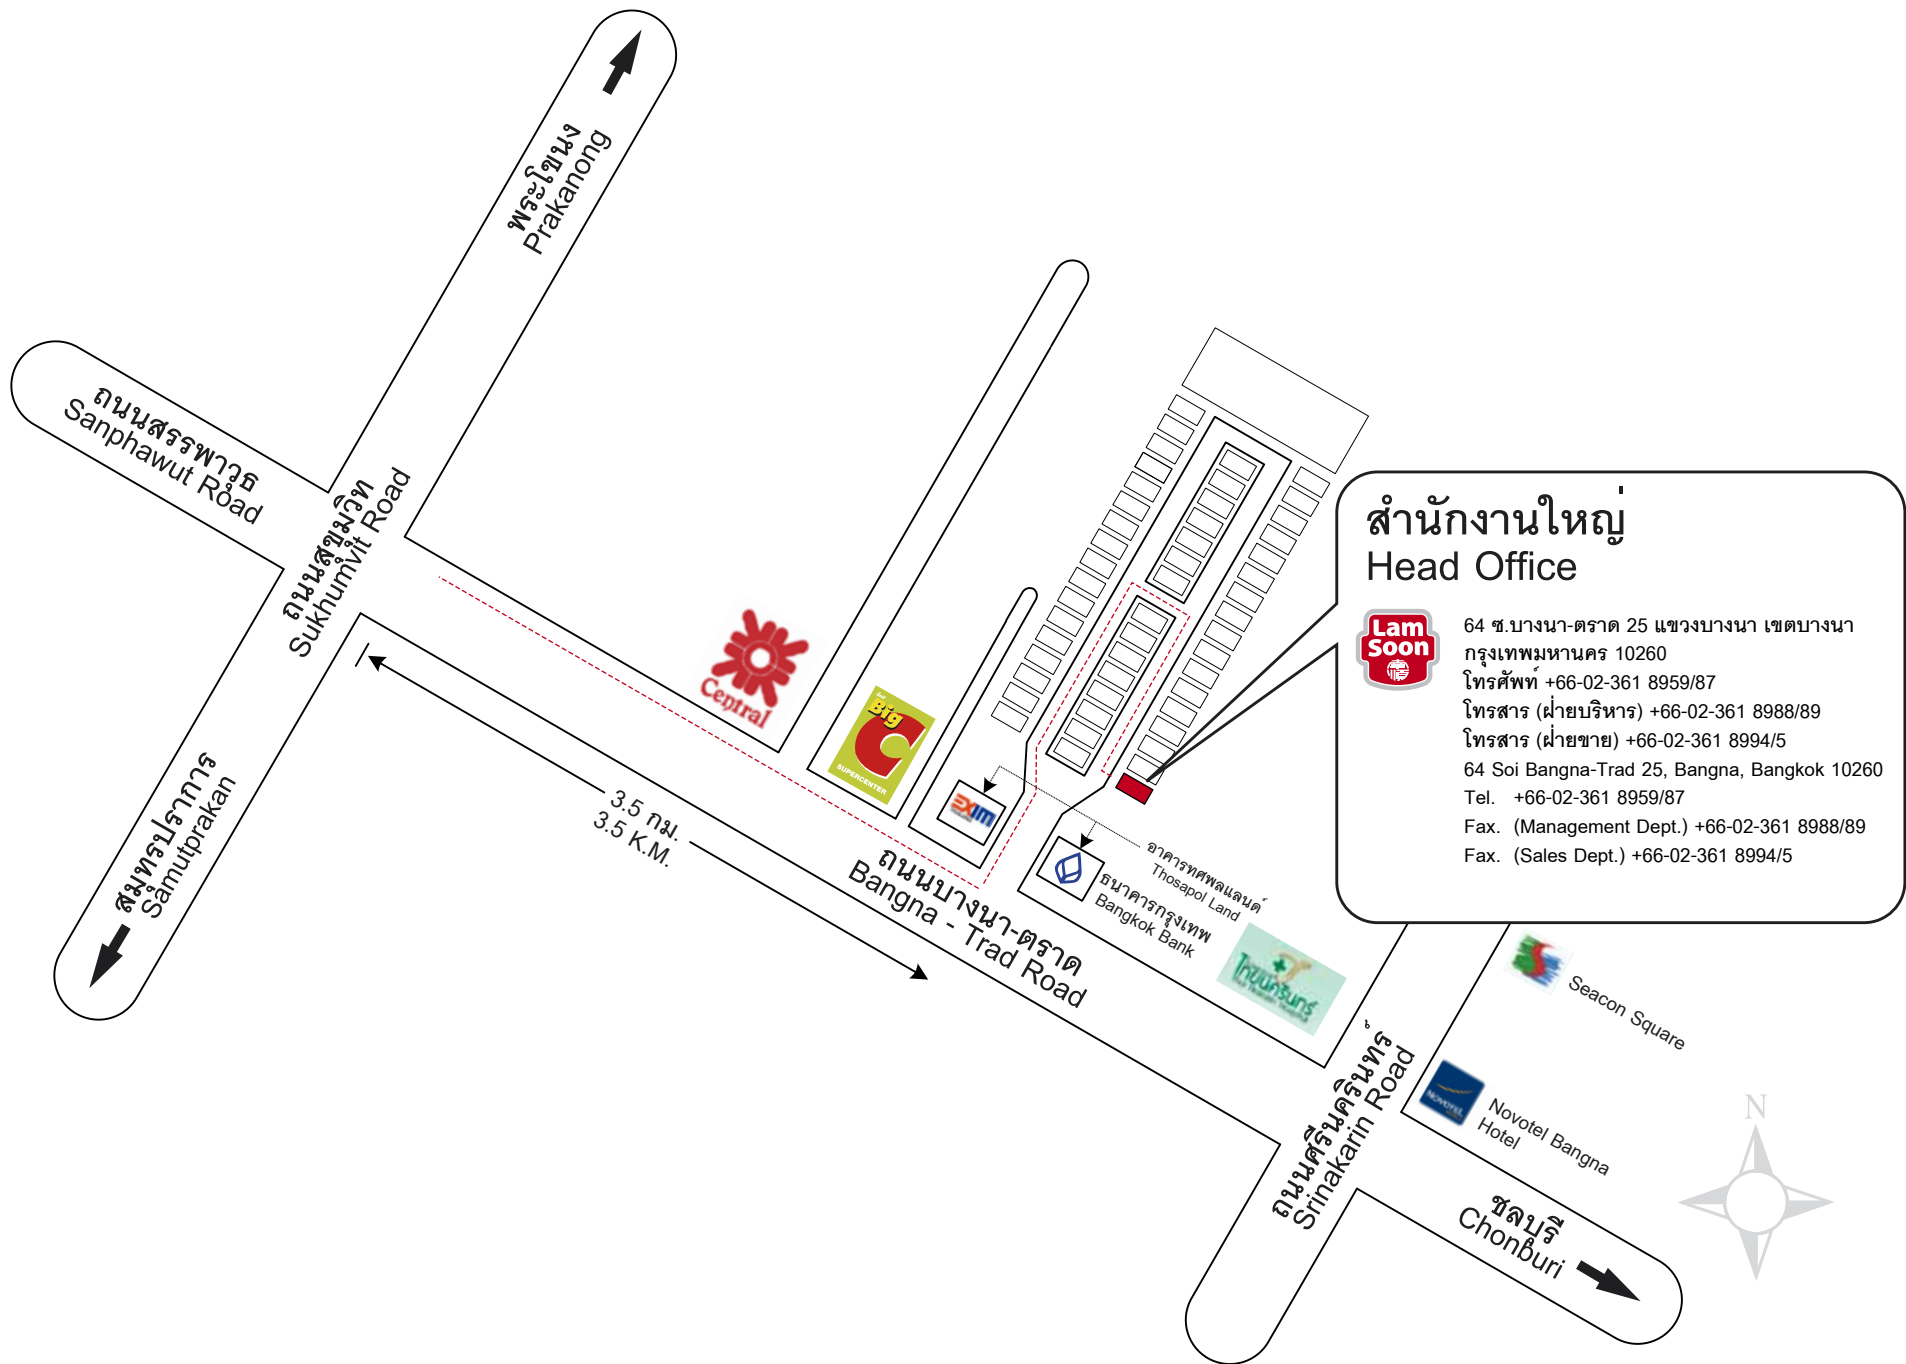 พระโขนง
Prakanong
ถนนสรรพาวุธ
Sanphawut Road
ถนนสุขุมวิท
Sukhumvit Road
สมุทรปราการ
Samutprakan
3.5 กม.
3.5 K.M.
Central
Big
C
SUPERCENTER
EXIM
ถนนบางนา-ตราด
Bangna - Trad Road
อาคารทศพลแลนด์
Thosapol Land
ธนาคารกรุงเทพ
Bangkok Bank
ไทยนครินทร์
สำนักงานใหญ่
Head Office
Lam
Soon
64 ซ.บางนา-ตราด 25 แขวงบางนา เขตบางนา
กรุงเทพมหานคร 10260
โทรศัพท์ +66-02-361 8959/87
โทรสาร (ฝ่ายบริหาร) +66-02-361 8988/89
โทรสาร (ฝ่ายขาย) +66-02-361 8994/5
64 Soi Bangna-Trad 25, Bangna, Bangkok 10260
Tel. +66-02-361 8959/87
Fax. (Management Dept.) +66-02-361 8988/89
Fax. (Sales Dept.) +66-02-361 8994/5
Seacon Square
NOVOTEL
Novotel Bangna
Hotel
ถนนศรีนครินทร์
Srinakarin Road
ชลบุรี
Chonburi
N